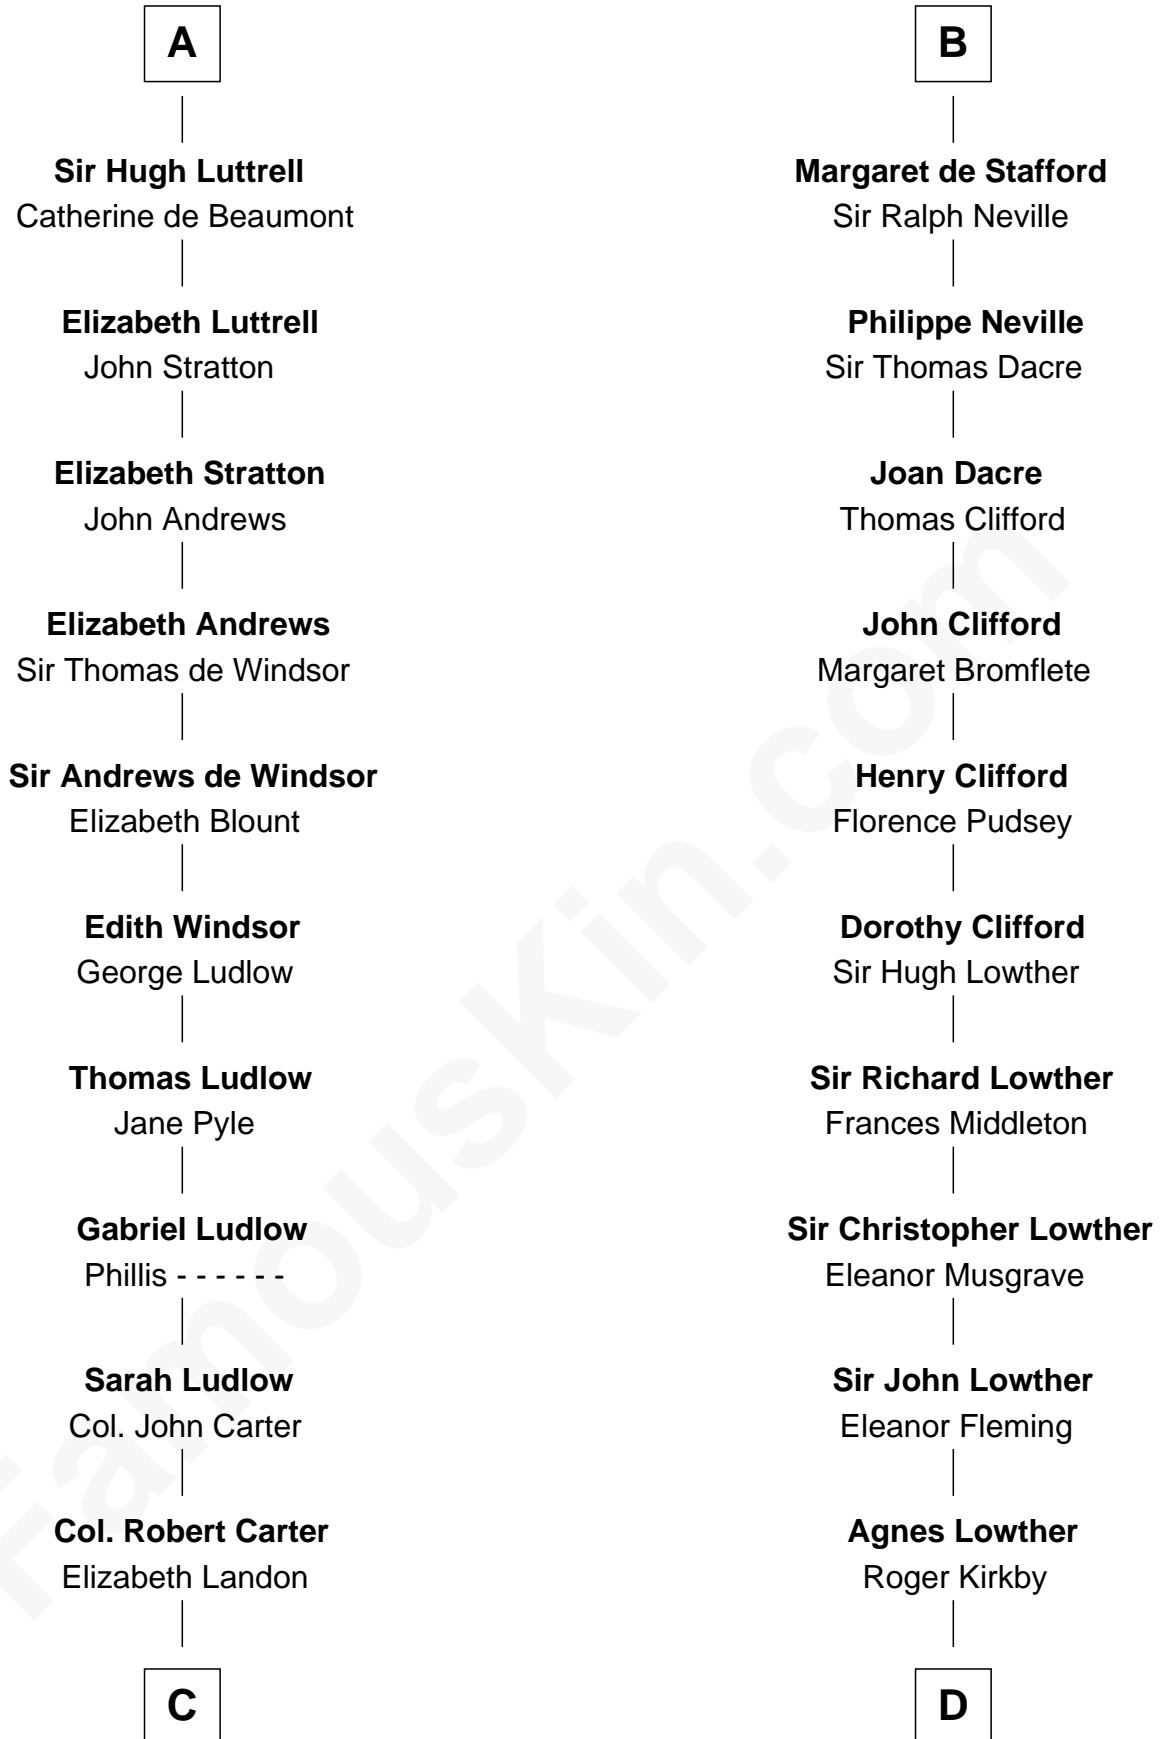 A
Sir Hugh Luttrell
Catherine de Beaumont
Elizabeth Luttrell
John Stratton
Elizabeth Stratton
John Andrews
Elizabeth Andrews
Sir Thomas de Windsor
Sir Andrews de Windsor
Elizabeth Blount
Edith Windsor
George Ludlow
Thomas Ludlow
Jane Pyle
Gabriel Ludlow
Phillis - - - - - -
Sarah Ludlow
Col. John Carter
Col. Robert Carter
Elizabeth Landon
C
B
Margaret de Stafford
Sir Ralph Neville
Philippe Neville
Sir Thomas Dacre
Joan Dacre
Thomas Clifford
John Clifford
Margaret Bromflete
Henry Clifford
Florence Pudsey
Dorothy Clifford
Sir Hugh Lowther
Sir Richard Lowther
Frances Middleton
Sir Christopher Lowther
Eleanor Musgrave
Sir John Lowther
Eleanor Fleming
Agnes Lowther
Roger Kirkby
D
FamousKin.com